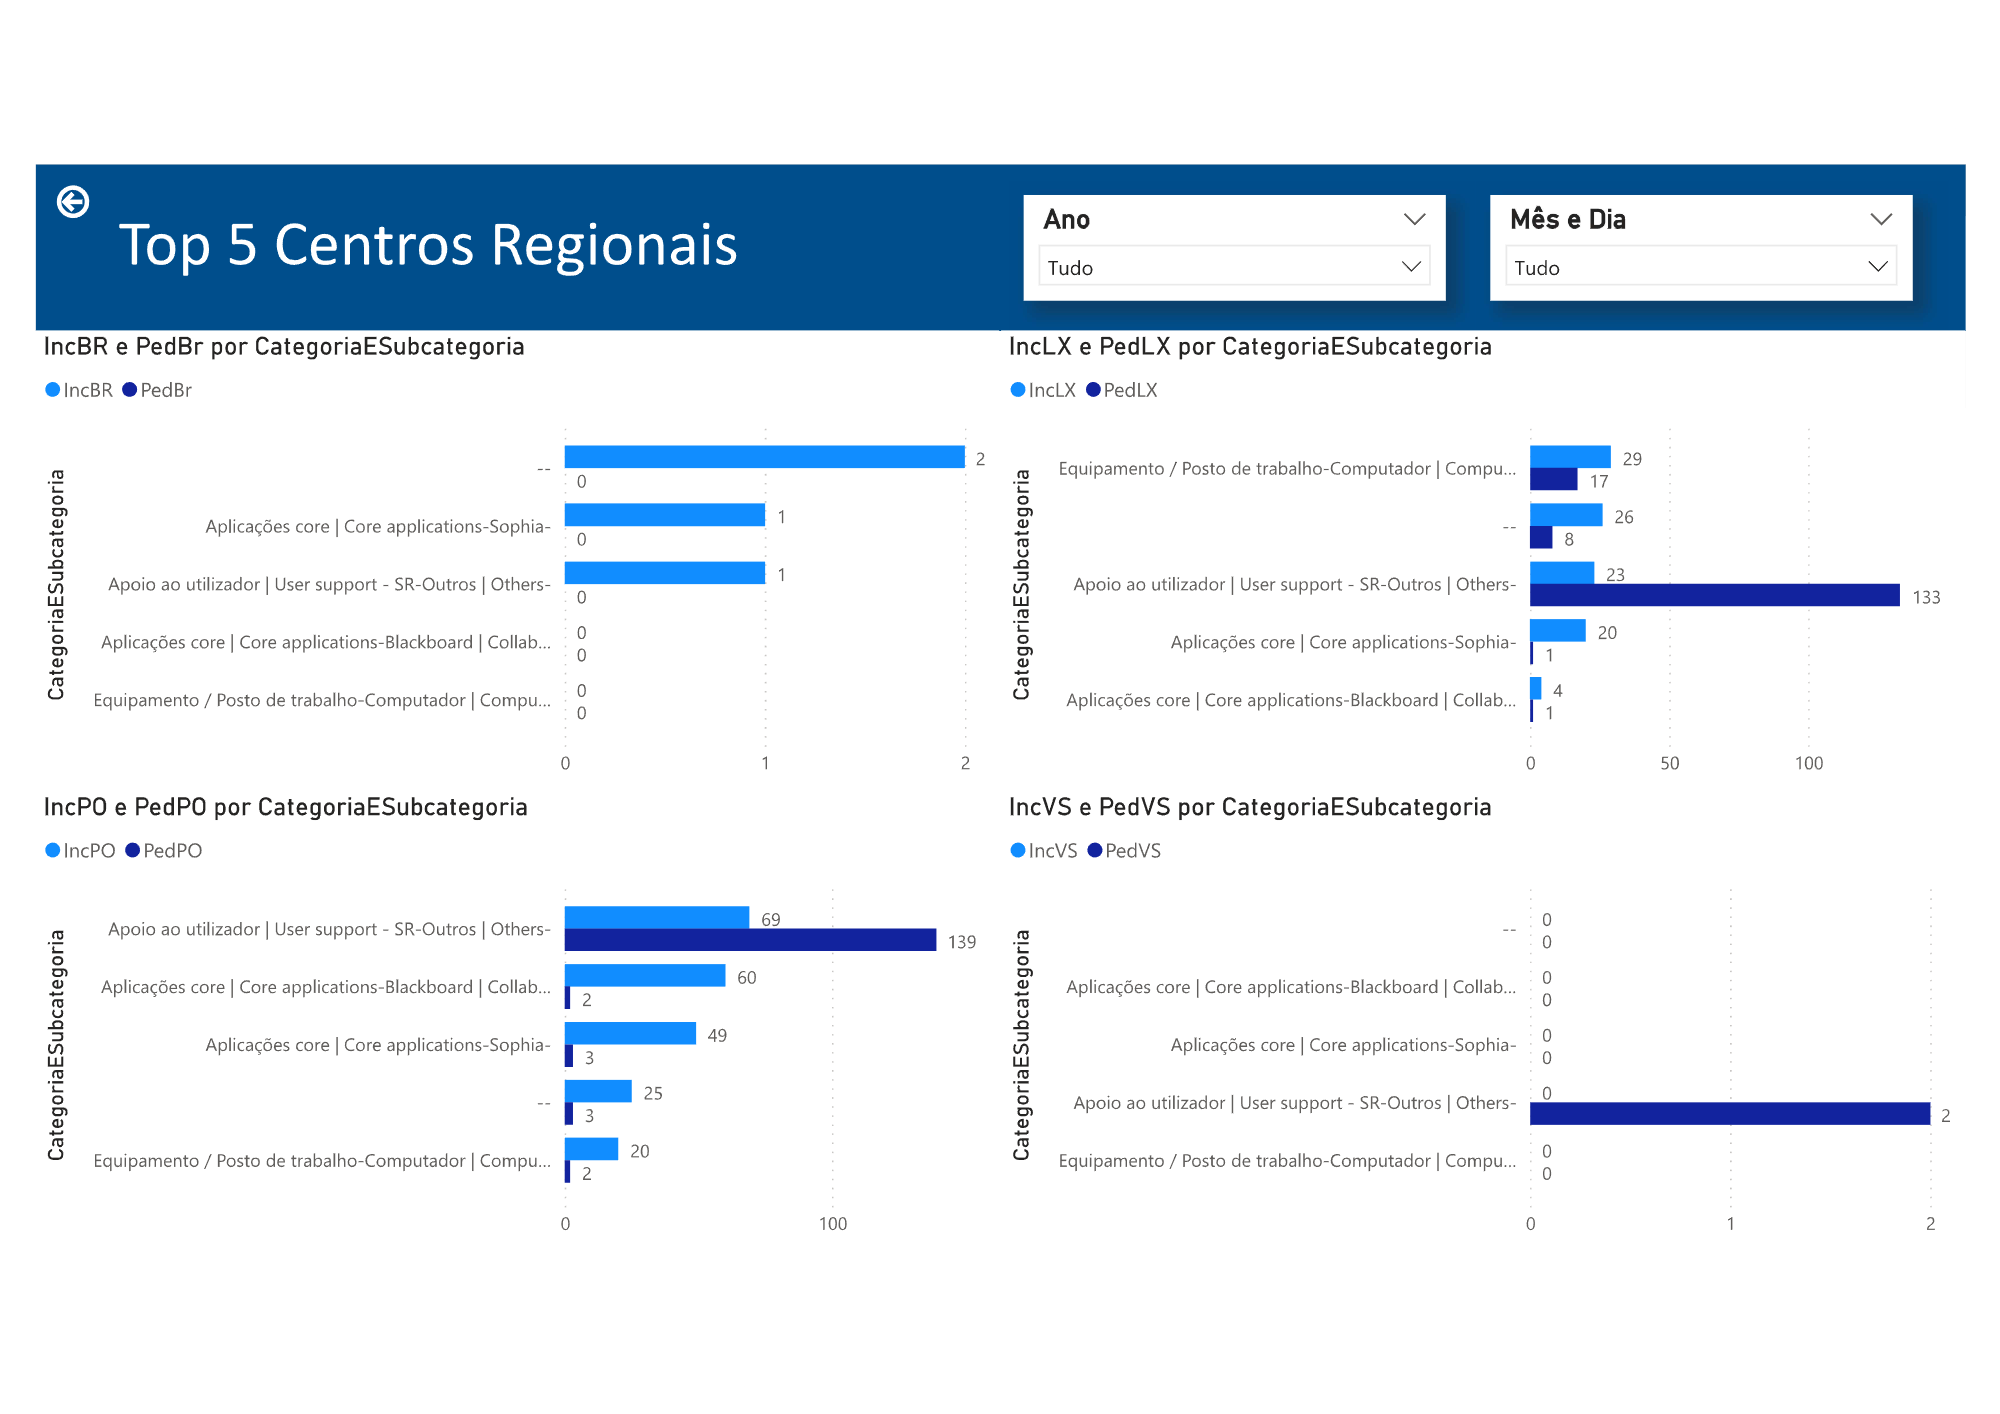 Top 5 Centros Regionais
Ano
Tudo
Mês e Dia
Tudo
IncBR e PedBr por CategoriaESubcategoria
IncBR PedBr
CategoriaESubcategoria
--
2
0
Aplicações core | Core applications-Sophia-
1
0
Apoio ao utilizador | User support - SR-Outros | Others-
1
0
Aplicações core | Core applications-Blackboard | Collab...
0
0
Equipamento / Posto de trabalho-Computador | Compu...
0
0
0 1 2
IncLX e PedLX por CategoriaESubcategoria
IncLX PedLX
CategoriaESubcategoria
Equipamento / Posto de trabalho-Computador | Compu...
29
17
--
26
8
Apoio ao utilizador | User support - SR-Outros | Others-
23
133
Aplicações core | Core applications-Sophia-
20
1
Aplicações core | Core applications-Blackboard | Collab...
4
1
0 50 100
IncPO e PedPO por CategoriaESubcategoria
IncPO PedPO
CategoriaESubcategoria
Apoio ao utilizador | User support - SR-Outros | Others-
69
139
Aplicações core | Core applications-Blackboard | Collab...
60
2
Aplicações core | Core applications-Sophia-
49
3
--
25
3
Equipamento / Posto de trabalho-Computador | Compu...
20
2
0 100
IncVS e PedVS por CategoriaESubcategoria
IncVS PedVS
CategoriaESubcategoria
--
0
0
Aplicações core | Core applications-Blackboard | Collab...
0
0
Aplicações core | Core applications-Sophia-
0
0
Apoio ao utilizador | User support - SR-Outros | Others-
0
2
Equipamento / Posto de trabalho-Computador | Compu...
0
0
0 1 2